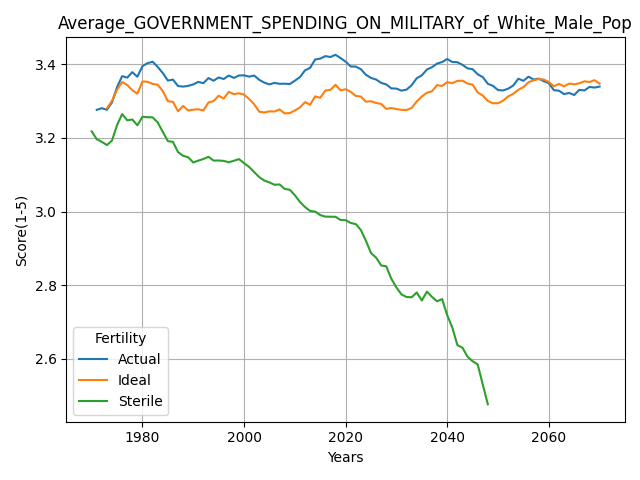 Average_GOVERNMENT_SPENDING_ON_MILITARY_of_White_Male_Pop
Score(1-5)
3.4
3.2
3.0
2.8
2.6
Fertility
Actual
Ideal
Sterile
1980 2000 2020 2040 2060
Years